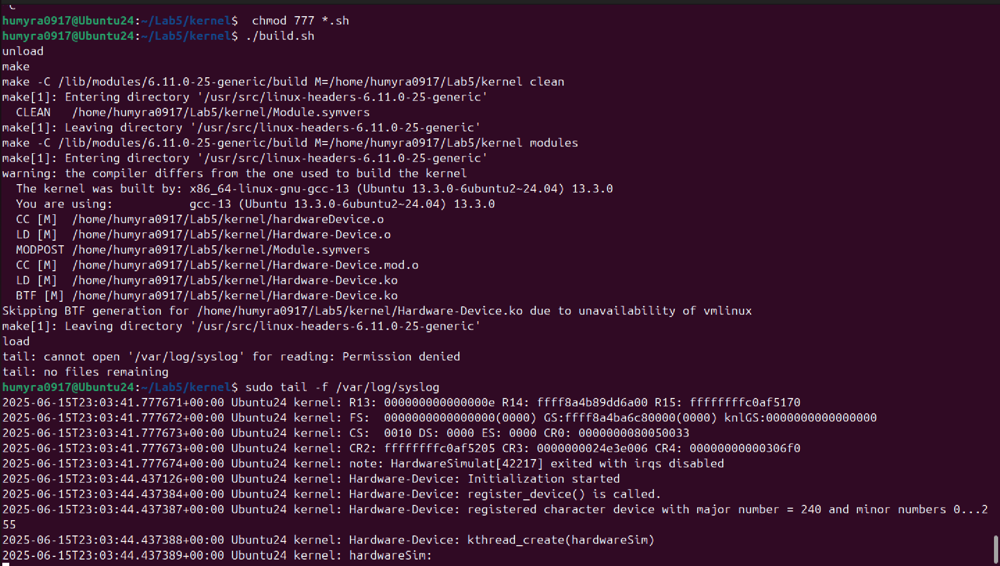 humyra0917@Ubuntu24:~/Lab5/kernel$  chmod 777 *.sh
humyra0917@Ubuntu24:~/Lab5/kernel$ ./build.sh
unload
make
make -C /lib/modules/6.11.0-25-generic/build M=/home/humyra0917/Lab5/kernel clean
make[1]: Entering directory '/usr/src/linux-headers-6.11.0-25-generic'
  CLEAN   /home/humyra0917/Lab5/kernel/Module.symvers
make[1]: Leaving directory '/usr/src/linux-headers-6.11.0-25-generic'
make -C /lib/modules/6.11.0-25-generic/build M=/home/humyra0917/Lab5/kernel modules
make[1]: Entering directory '/usr/src/linux-headers-6.11.0-25-generic'
warning: the compiler differs from the one used to build the kernel
  The kernel was built by: x86_64-linux-gnu-gcc-13 (Ubuntu 13.3.0-6ubuntu2~24.04) 13.3.0
  You are using:           gcc-13 (Ubuntu 13.3.0-6ubuntu2~24.04) 13.3.0
  CC [M]  /home/humyra0917/Lab5/kernel/hardwareDevice.o
  LD [M]  /home/humyra0917/Lab5/kernel/Hardware-Device.o
  MODPOST /home/humyra0917/Lab5/kernel/Module.symvers
  CC [M]  /home/humyra0917/Lab5/kernel/Hardware-Device.mod.o
  LD [M]  /home/humyra0917/Lab5/kernel/Hardware-Device.ko
  BTF [M] /home/humyra0917/Lab5/kernel/Hardware-Device.ko
Skipping BTF generation for /home/humyra0917/Lab5/kernel/Hardware-Device.ko due to unavailability of vmlinux
make[1]: Leaving directory '/usr/src/linux-headers-6.11.0-25-generic'
load
tail: cannot open '/var/log/syslog' for reading: Permission denied
tail: no files remaining
humyra0917@Ubuntu24:~/Lab5/kernel$ sudo tail -f /var/log/syslog
2025-06-15T23:03:41.777671+00:00 Ubuntu24 kernel: R13: 000000000000000e R14: ffff8a4b89dd6a00 R15: ffffffffc0af5170
2025-06-15T23:03:41.777672+00:00 Ubuntu24 kernel: FS:  0000000000000000(0000) GS:ffff8a4ba6c80000(0000) knlGS:0000000000000000
2025-06-15T23:03:41.777673+00:00 Ubuntu24 kernel: CS:  0010 DS: 0000 ES: 0000 CR0: 0000000080050033
2025-06-15T23:03:41.777673+00:00 Ubuntu24 kernel: CR2: ffffffffc0af5205 CR3: 0000000024e3e006 CR4: 00000000000306f0
2025-06-15T23:03:41.777674+00:00 Ubuntu24 kernel: note: HardwareSimulat[42217] exited with irqs disabled
2025-06-15T23:03:44.437126+00:00 Ubuntu24 kernel: Hardware-Device: Initialization started
2025-06-15T23:03:44.437384+00:00 Ubuntu24 kernel: Hardware-Device: register_device() is called.
2025-06-15T23:03:44.437387+00:00 Ubuntu24 kernel: Hardware-Device: registered character device with major number = 240 and minor numbers 0...2
55
2025-06-15T23:03:44.437388+00:00 Ubuntu24 kernel: Hardware-Device: kthread_create(hardwareSim)
2025-06-15T23:03:44.437389+00:00 Ubuntu24 kernel: hardwareSim: